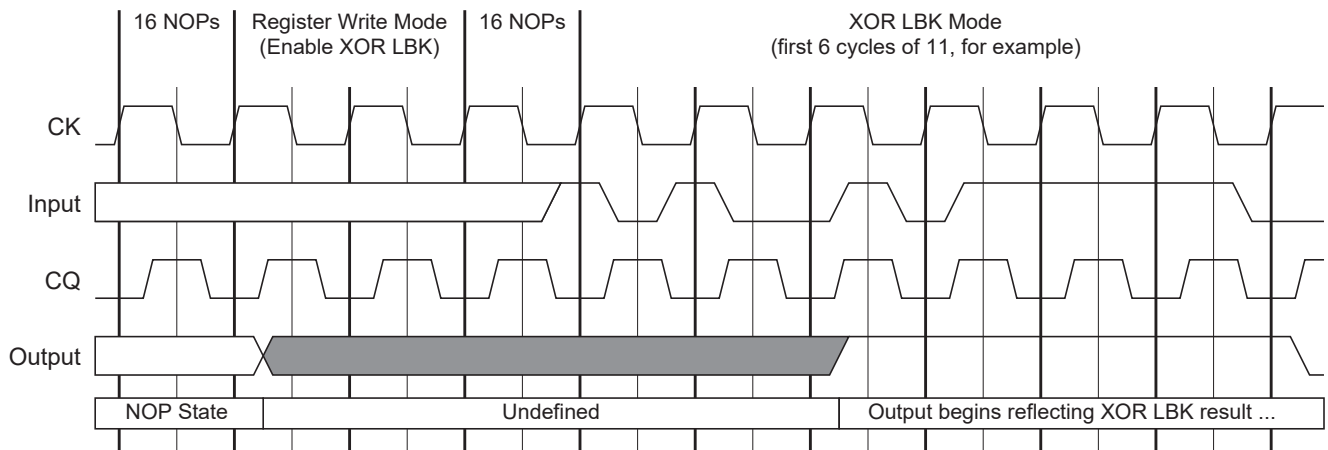 16 NOPs
Register Write Mode
(Enable XOR LBK)
16 NOPs
XOR LBK Mode
(first 6 cycles of 11, for example)
CK
Input
CQ
Output
NOP State
Undefined
Output begins reflecting XOR LBK result ...